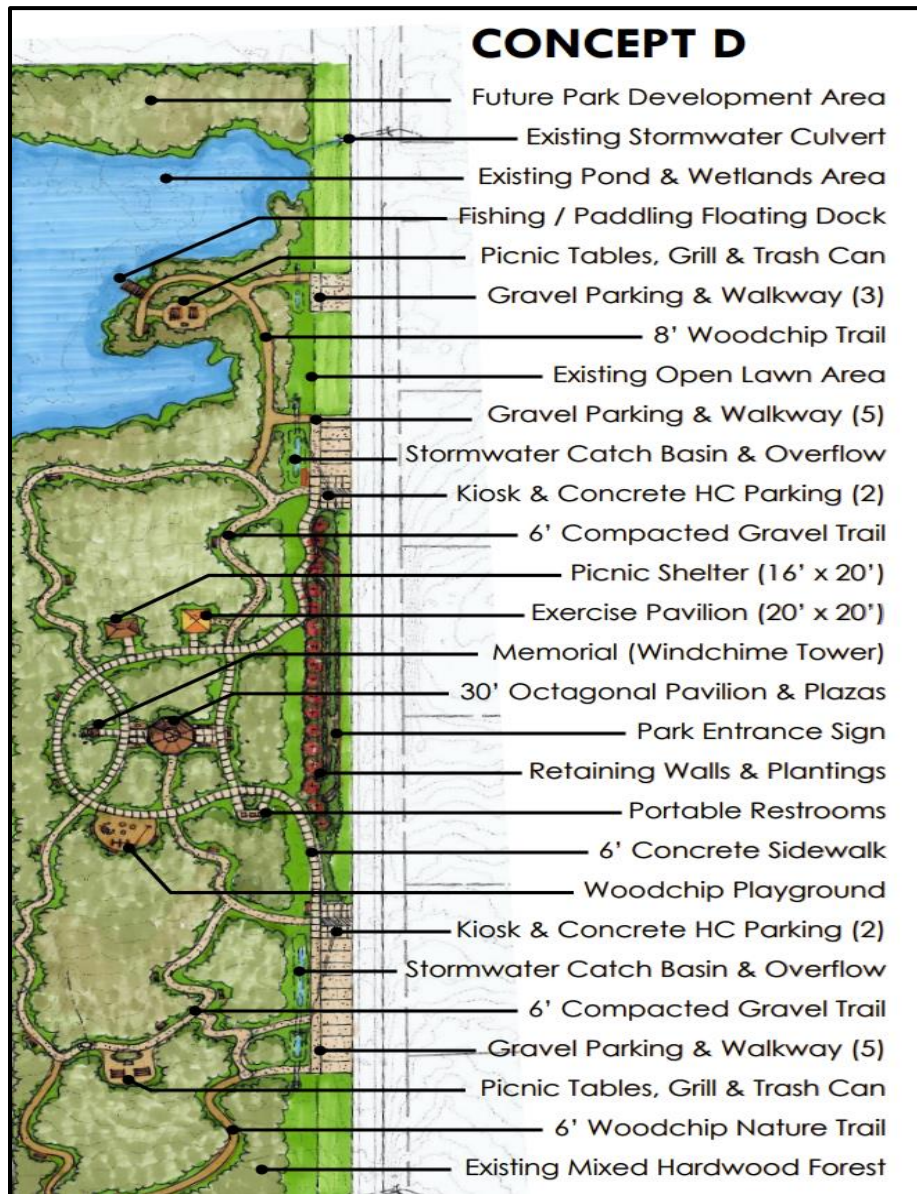 CONCEPT D
Future Park Development Area
Existing Stormwater Culvert
Existing Pond & Wetlands Area
Fishing / Paddling Floating Dock
Picnic Tables, Grill & Trash Can
Gravel Parking & Walkway (3)
8’ Woodchip Trail
Existing Open Lawn Area
Gravel Parking & Walkway (5)
Stormwater Catch Basin & Overflow
Kiosk & Concrete HC Parking (2)
6’ Compacted Gravel Trail
Picnic Shelter (16’ x 20’)
Exercise Pavilion (20’ x 20’)
Memorial (Windchime Tower)
30’ Octagonal Pavilion & Plazas
Park Entrance Sign
Retaining Walls & Plantings
Portable Restrooms
6’ Concrete Sidewalk
Woodchip Playground
Kiosk & Concrete HC Parking (2)
Stormwater Catch Basin & Overflow
6’ Compacted Gravel Trail
Gravel Parking & Walkway (5)
Picnic Tables, Grill & Trash Can
6’ Woodchip Nature Trail
Existing Mixed Hardwood Forest